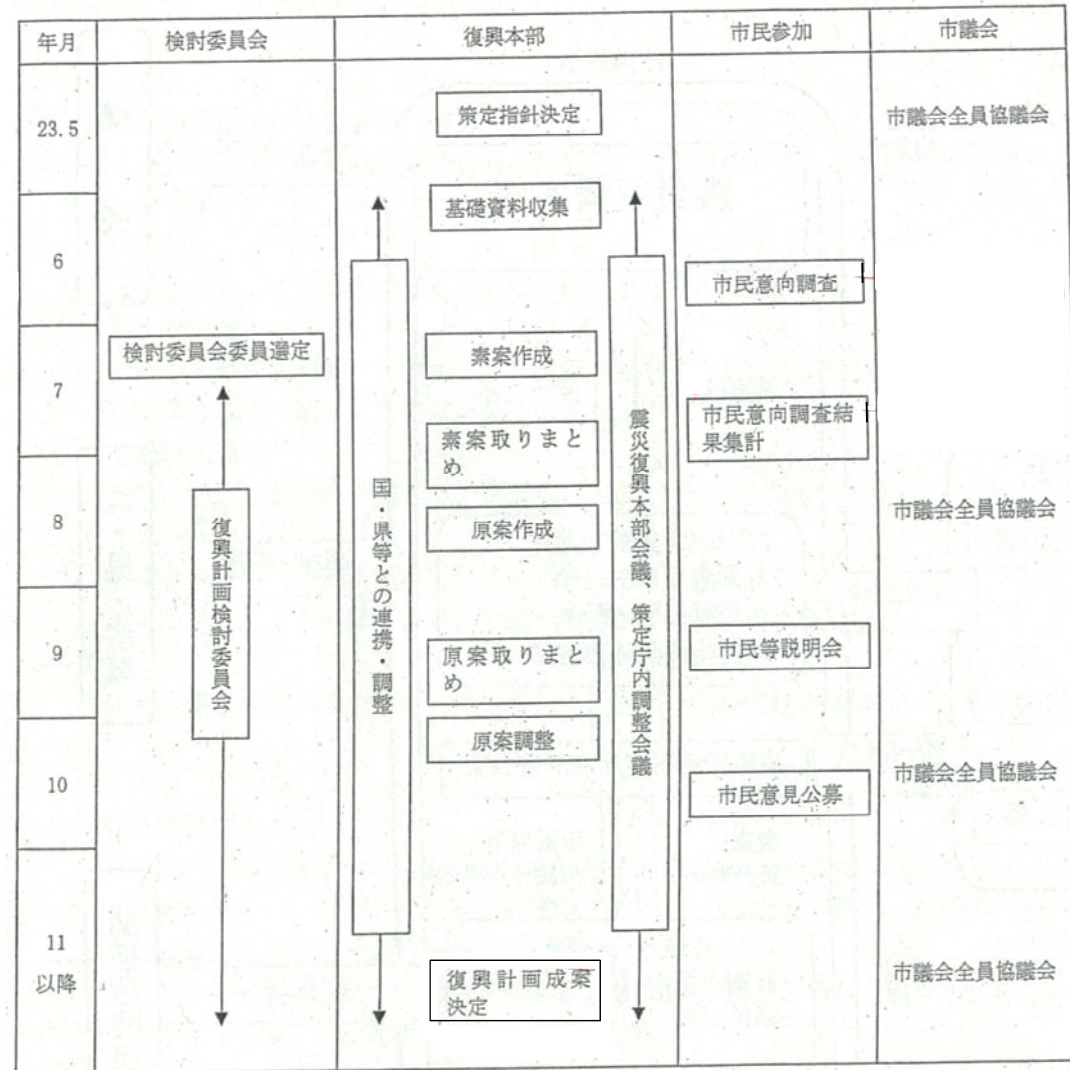 年月
検討委員会
復興本部
市民参加
市議会
23.5
策定指針決定
市議会全員協議会
基礎資料収集
6
市民意向調査
検討委員会委員選定
素案作成
7
市民意向調査結
果集計
素案取りまと
め
8
原案作成
市議会全員協議会
復興計画検討委員会
国・県等との連携・調整
震災復興本部会議、策定庁内調整会議
9
原案取りまと
め
市民等説明会
原案調整
10
市民意見公募
市議会全員協議会
11
以降
復興計画成案
決定
市議会全員協議会